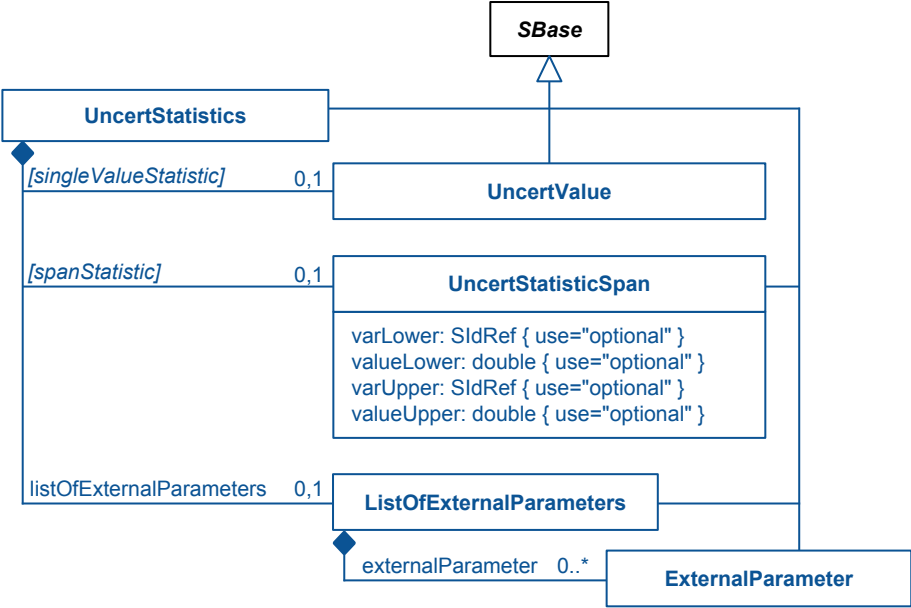 SBase
UncertStatistics
[singleValueStatistic] 0,1
UncertValue
[spanStatistic] 0,1
UncertStatisticSpan
varLower: SIdRef { use="optional" }
valueLower: double { use="optional" }
varUpper: SIdRef { use="optional" }
valueUpper: double { use="optional" }
listOfExternalParameters 0,1
ListOfExternalParameters
externalParameter 0..*
ExternalParameter